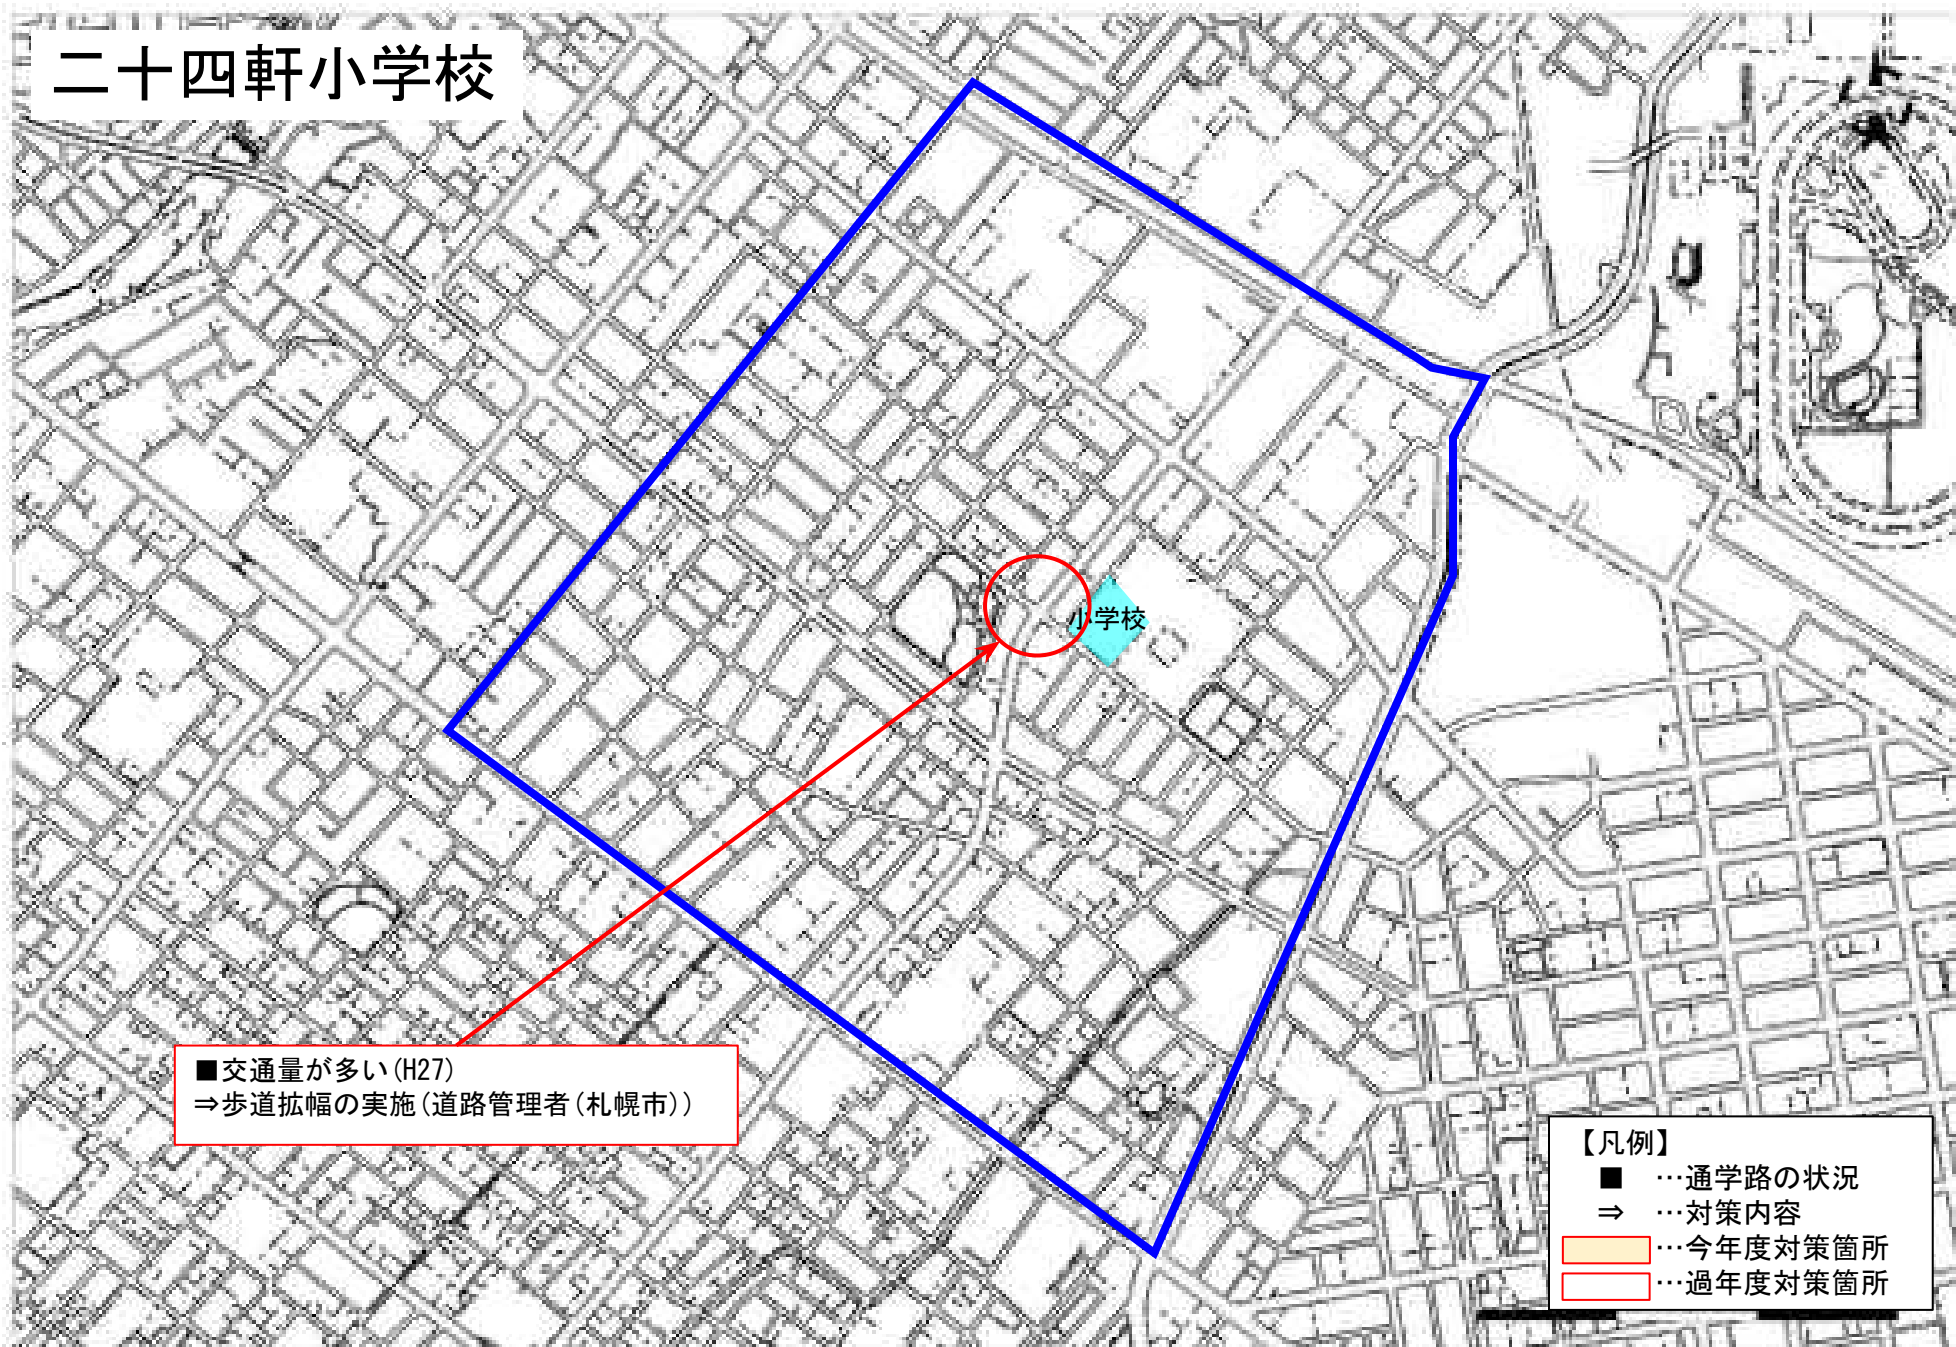 二十四軒小学校
小学校
■交通量が多い(H27)
⇒歩道拡幅の実施(道路管理者(札幌市))
【凡例】
■ …通学路の状況
⇒ …対策内容
…今年度対策箇所
…過年度対策箇所